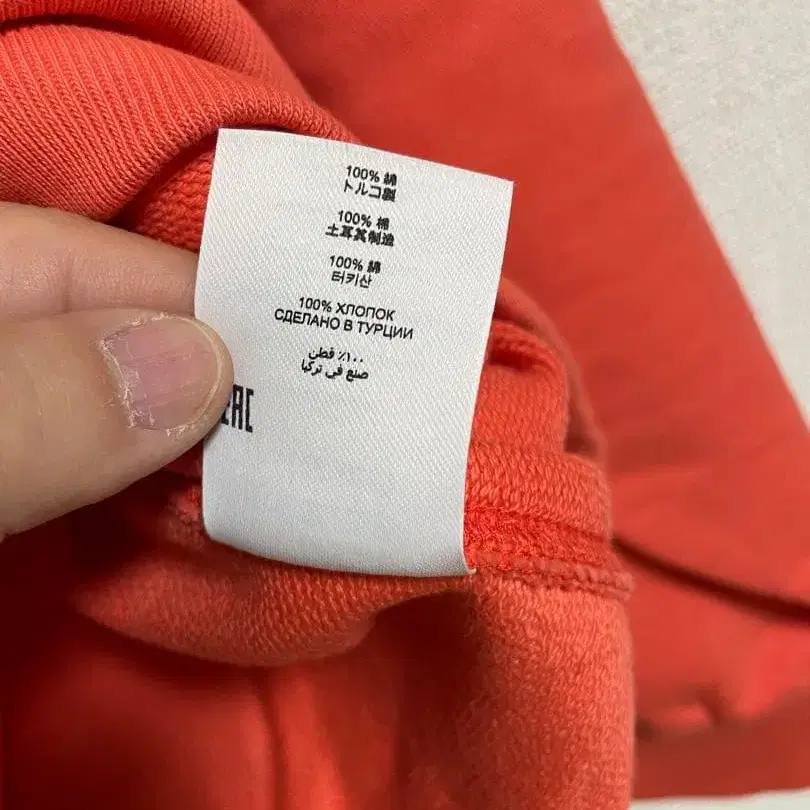 100% 綿
トルコ製
100% 棉
土耳其制造
100% 綿
터키산
100% ХЛОПОК
СДЕЛАНО В ТУРЦИИ
٪١٠٠ قطن
صنع في تركيا
EAC